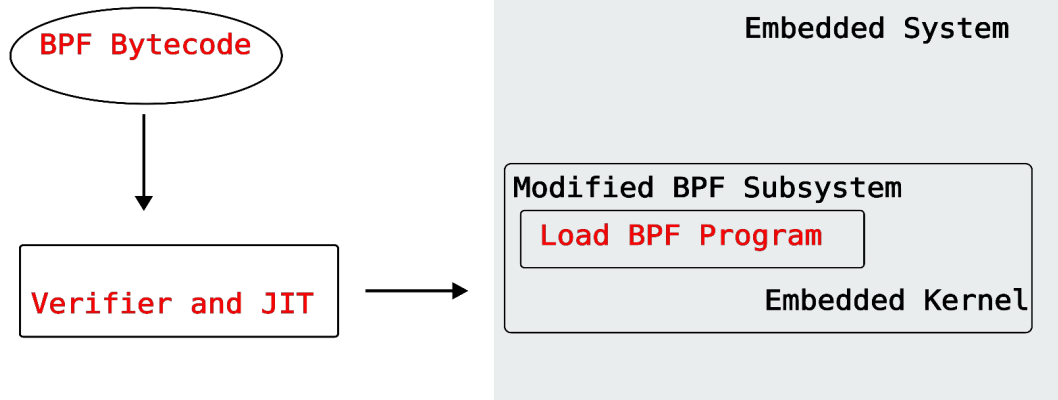 BPF Bytecode
Embedded System
Modified BPF Subsystem
Load BPF Program
Verifier and JIT
Embedded Kernel